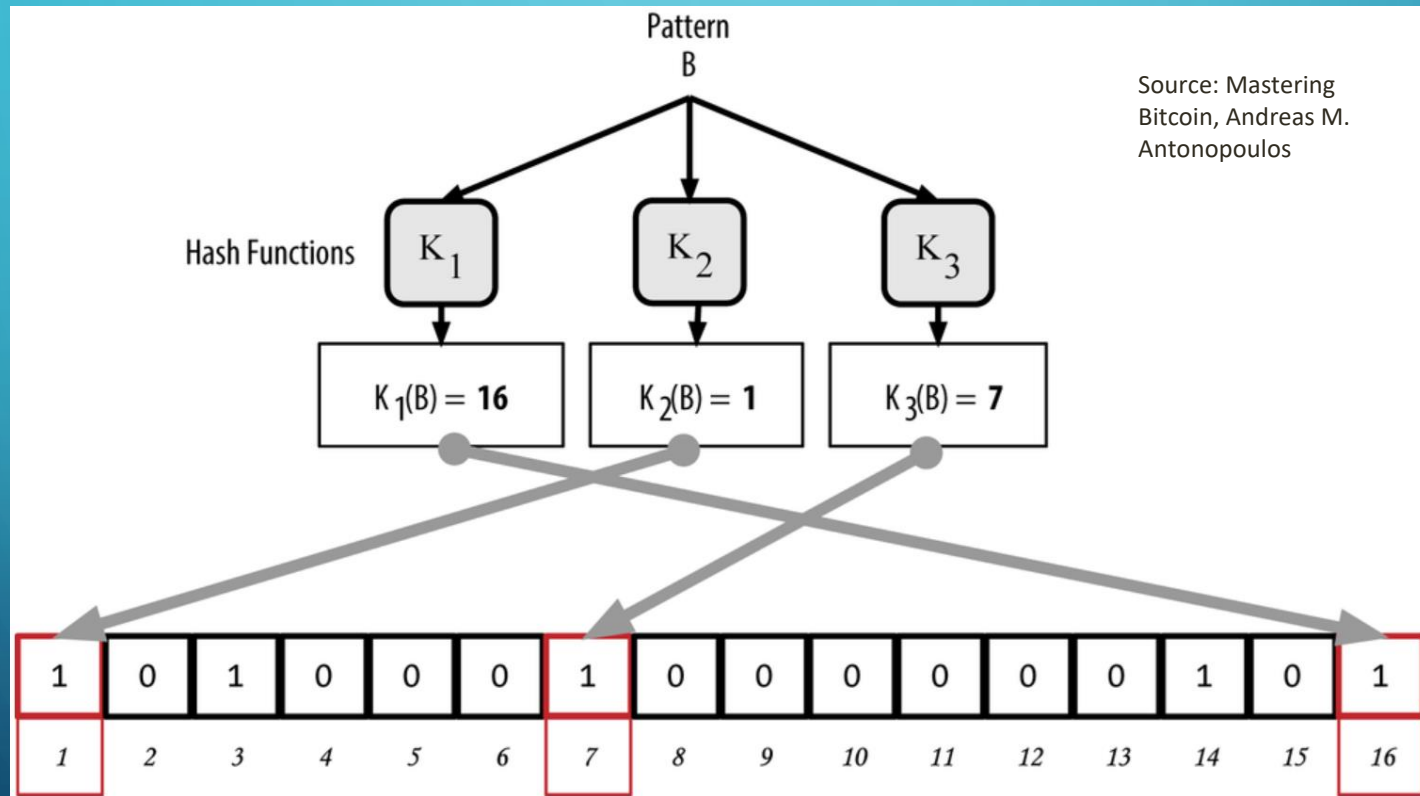 Pattern
B
Source: Mastering
Bitcoin, Andreas M.
Antonopoulos
Hash Functions
K1
K2
K3
K1(B) = 16
K2(B) = 1
K3(B) = 7
1 0 1 0 0 0 1 0 0 0 0 0 0 1 0 1
1 2 3 4 5 6 7 8 9 10 11 12 13 14 15 16